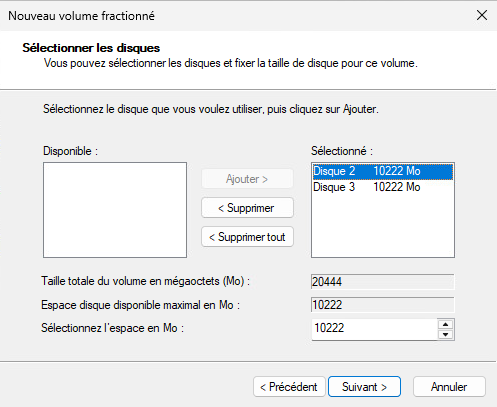 Nouveau volume fractionné
Sélectionner les disques
Vous pouvez sélectionner les disques et fixer la taille de disque pour ce volume.
Sélectionnez le disque que vous voulez utiliser, puis cliquez sur Ajouter.
Disponible :
Sélectionné :
Ajouter >
Disque 2 10222 Mo
Disque 3 10222 Mo
< Supprimer
< Supprimer tout
Taille totale du volume en mégaoctets (Mo) : 20444
Espace disque disponible maximal en Mo : 10222
Sélectionnez l'espace en Mo : 10222
< Précédent Suivant > Annuler